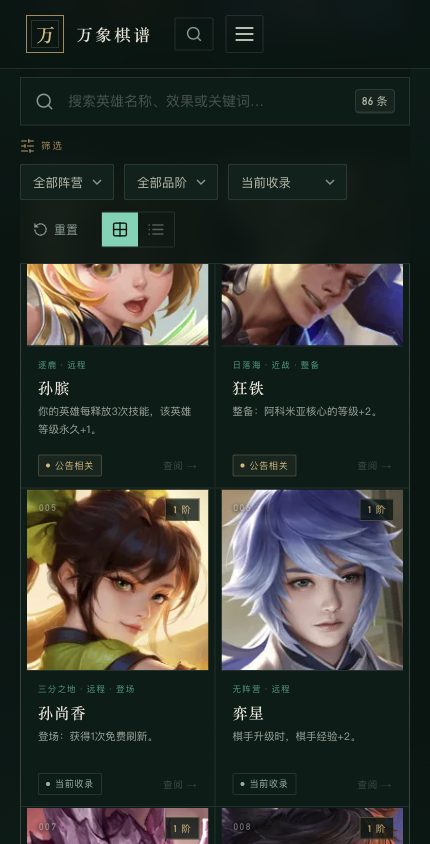 万 万象棋谱
搜索英雄名称、效果或关键词... 86 条
筛选
全部阵营 全部品阶 当前收录
重置
逐鹿 · 远程
孙膑
你的英雄每释放3次技能，该英雄
等级永久+1。
公告相关 查阅 →
日落海 · 近战 · 整备
狂铁
整备：阿科米亚核心的等级+2。
公告相关 查阅 →
005 1 阶
三分之地 · 远程 · 登场
孙尚香
登场：获得1次免费刷新。
当前收录 查阅 →
006 1 阶
无阵营 · 远程
弈星
棋手升级时，棋手经验+2。
当前收录 查阅 →
007 1 阶
008 1 阶